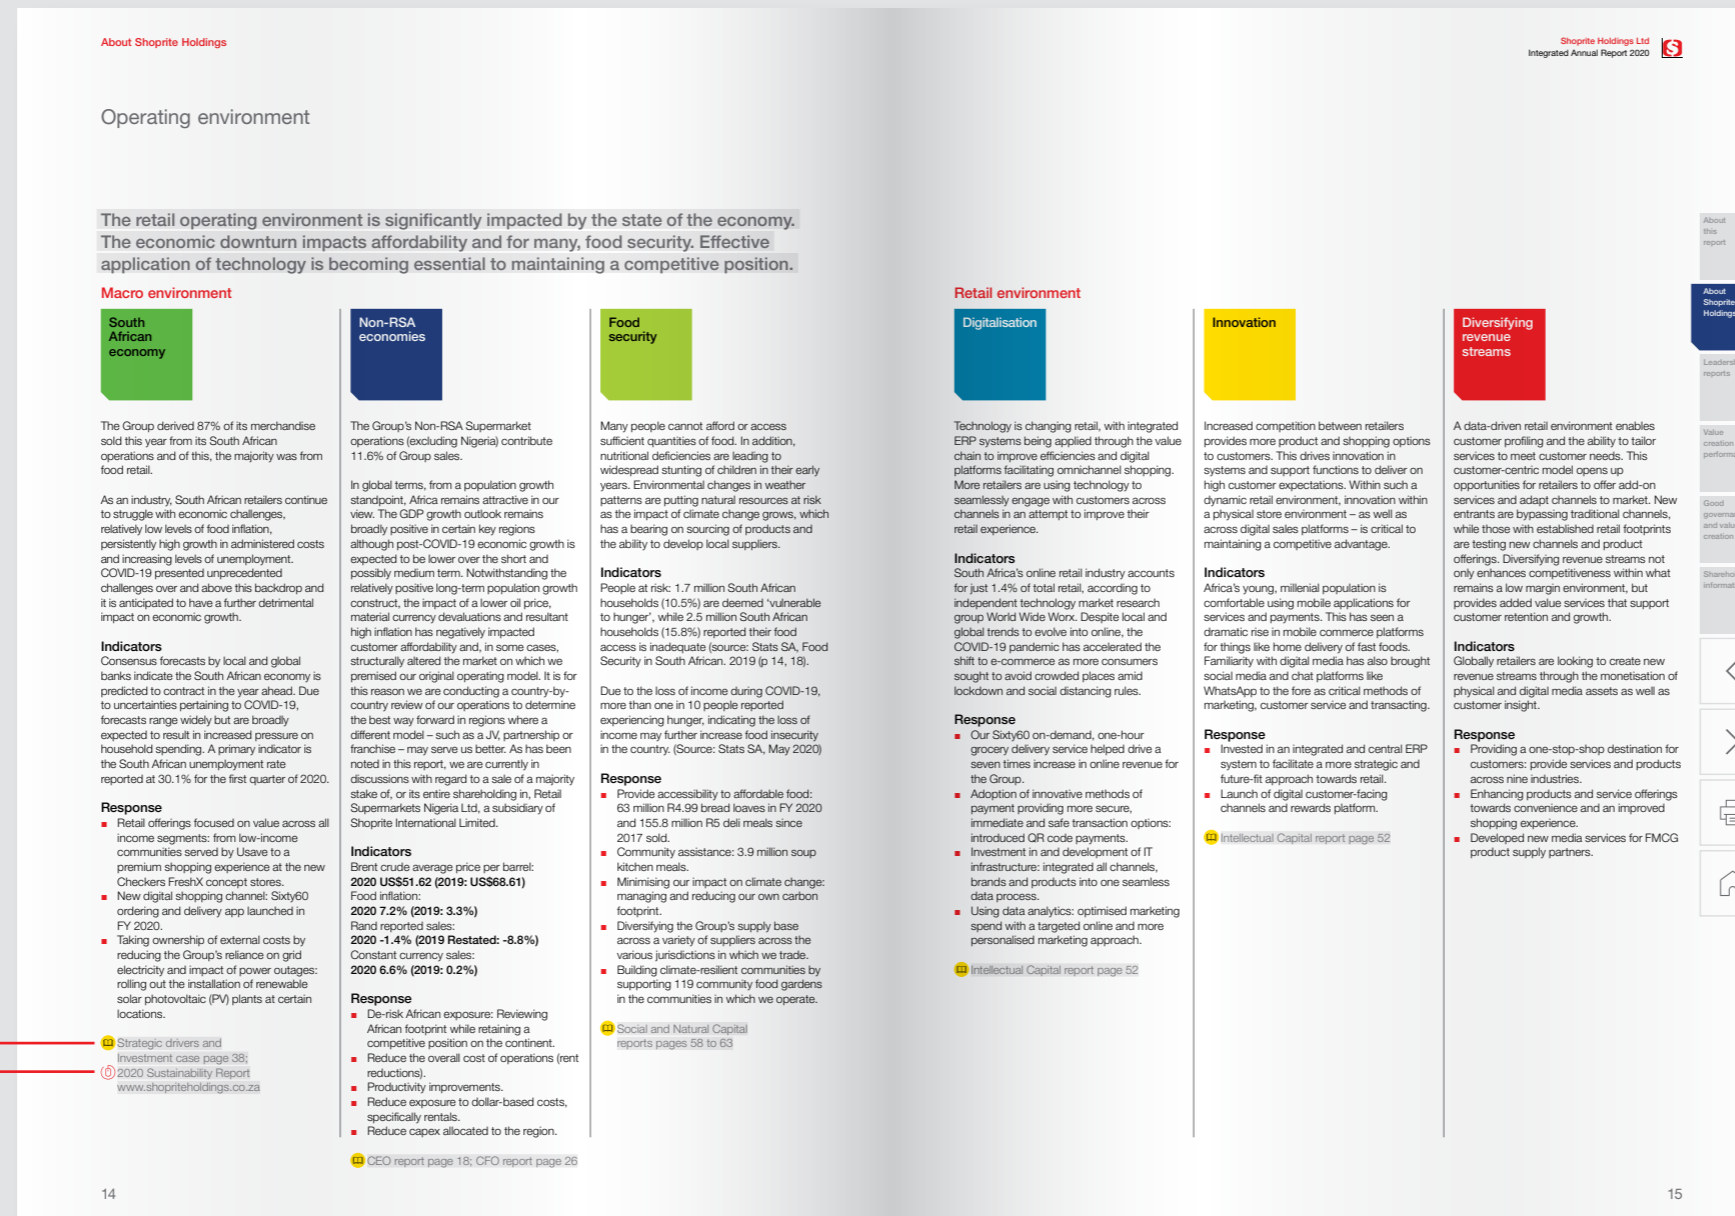 About Shoprite Holdings
Shoprite Holdings Ltd
Integrated Annual Report 2020
Operating environment
The retail operating environment is significantly impacted by the state of the economy.
The economic downturn impacts affordability and for many, food security. Effective
application of technology is becoming essential to maintaining a competitive position.
Macro environment
South
African
economy
The Group derived 87% of its merchandise
sold this year from its South African
operations and of this, the majority was from
food retail.
As an industry, South African retailers continue
to struggle with economic challenges,
relatively low levels of food inflation,
persistently high growth in administered costs
and increasing levels of unemployment.
COVID-19 presented unprecedented
challenges over and above this backdrop and
it is anticipated to have a further detrimental
impact on economic growth.
Indicators
Consensus forecasts by local and global
banks indicate the South African economy is
predicted to contract in the year ahead. Due
to uncertainties pertaining to COVID-19,
forecasts range widely but are broadly
expected to result in increased pressure on
household spending. A primary indicator is
the South African unemployment rate
reported at 30.1% for the first quarter of 2020.
Response
Retail offerings focused on value across all
income segments: from low-income
communities served by Usave to a
premium shopping experience at the new
Checkers FreshX concept stores.
New digital shopping channel: Sixty60
ordering and delivery app launched in
FY 2020.
Taking ownership of external costs by
reducing the Group's reliance on grid
electricity and impact of power outages:
rolling out the installation of renewable
solar photovoltaic (PV) plants at certain
locations.
Strategic drivers and
Investment case page 38;
2020 Sustainability Report
www.shopriteholdings.co.za
Non-RSA
economies
The Group's Non-RSA Supermarket
operations (excluding Nigeria) contribute
11.6% of Group sales.
In global terms, from a population growth
standpoint, Africa remains attractive in our
view. The GDP growth outlook remains
broadly positive in certain key regions
although post-COVID-19 economic growth is
expected to be lower over the short and
possibly medium term. Notwithstanding the
relatively positive long-term population growth
construct, the impact of a lower oil price,
material currency devaluations and resultant
high inflation has negatively impacted
customer affordability and, in some cases,
structurally altered the market on which we
premised our original operating model. It is for
this reason we are conducting a country-by-
country review of our operations to determine
the best way forward in regions where a
different model – such as a JV, partnership or
franchise – may serve us better. As has been
noted in this report, we are currently in
discussions with regard to a sale of a majority
stake of, or its entire shareholding in, Retail
Supermarkets Nigeria Ltd, a subsidiary of
Shoprite International Limited.
Indicators
Brent crude average price per barrel:
2020 US$51.62 (2019: US$68.61)
Food inflation:
2020 7.2% (2019: 3.3%)
Rand reported sales:
2020 -1.4% (2019 Restated: -8.8%)
Constant currency sales:
2020 6.6% (2019: 0.2%)
Response
De-risk African exposure: Reviewing
African footprint while retaining a
competitive position on the continent.
Reduce the overall cost of operations (rent
reductions).
Productivity improvements.
Reduce exposure to dollar-based costs,
specifically rentals.
Reduce capex allocated to the region.
CEO report page 18; CFO report page 26
Food
security
Many people cannot afford or access
sufficient quantities of food. In addition,
nutritional deficiencies are leading to
widespread stunting of children in their early
years. Environmental changes in weather
patterns are putting natural resources at risk
as the impact of climate change grows, which
has a bearing on sourcing of products and
the ability to develop local suppliers.
Indicators
People at risk: 1.7 million South African
households (10.5%) are deemed 'vulnerable
to hunger', while 2.5 million South African
households (15.8%) reported their food
access is inadequate (source: Stats SA, Food
Security in South African. 2019 (p 14, 18).
Due to the loss of income during COVID-19,
more than one in 10 people reported
experiencing hunger, indicating the loss of
income may further increase food insecurity
in the country. (Source: Stats SA, May 2020)
Response
Provide accessibility to affordable food:
63 million R4.99 bread loaves in FY 2020
and 155.8 million R5 deli meals since
2017 sold.
Community assistance: 3.9 million soup
kitchen meals.
Minimising our impact on climate change:
managing and reducing our own carbon
footprint.
Diversifying the Group's supply base
across a variety of suppliers across the
various jurisdictions in which we trade.
Building climate-resilient communities by
supporting 119 community food gardens
in the communities in which we operate.
Social and Natural Capital
reports pages 58 to 63
Retail environment
Digitalisation
Technology is changing retail, with integrated
ERP systems being applied through the value
chain to improve efficiencies and digital
platforms facilitating omnichannel shopping.
More retailers are using technology to
seamlessly engage with customers across
channels in an attempt to improve their
retail experience.
Indicators
South Africa's online retail industry accounts
for just 1.4% of total retail, according to
independent technology market research
group World Wide Worx. Despite local and
global trends to evolve into online, the
COVID-19 pandemic has accelerated the
shift to e-commerce as more consumers
sought to avoid crowded places amid
lockdown and social distancing rules.
Response
Our Sixty60 on-demand, one-hour
grocery delivery service helped drive a
seven times increase in online revenue for
the Group.
Adoption of innovative methods of
payment providing more secure,
immediate and safe transaction options:
introduced QR code payments.
Investment in and development of IT
infrastructure: integrated all channels,
brands and products into one seamless
data process.
Using data analytics: optimised marketing
spend with a targeted online and more
personalised marketing approach.
Intellectual Capital report page 52
Innovation
Increased competition between retailers
provides more product and shopping options
to customers. This drives innovation in
systems and support functions to deliver on
high customer expectations. Within such a
dynamic retail environment, innovation within
a physical store environment – as well as
across digital sales platforms – is critical to
maintaining a competitive advantage.
Indicators
Africa's young, millenial population is
comfortable using mobile applications for
services and payments. This has seen a
dramatic rise in mobile commerce platforms
for things like home delivery of fast foods.
Familiarity with digital media has also brought
social media and chat platforms like
WhatsApp to the fore as critical methods of
marketing, customer service and transacting.
Response
Invested in an integrated and central ERP
system to facilitate a more strategic and
future-fit approach towards retail.
Launch of digital customer-facing
channels and rewards platform.
Intellectual Capital report page 52
Diversifying
revenue
streams
A data-driven retail environment enables
customer profiling and the ability to tailor
services to meet customer needs. This
customer-centric model opens up
opportunities for retailers to offer add-on
services and adapt channels to market. New
entrants are bypassing traditional channels,
while those with established retail footprints
are testing new channels and product
offerings. Diversifying revenue streams not
only enhances competitiveness within what
remains a low margin environment, but
provides added value services that support
customer retention and growth.
Indicators
Globally retailers are looking to create new
revenue streams through the monetisation of
physical and digital media assets as well as
customer insight.
Response
Providing a one-stop-shop destination for
customers: provide services and products
across nine industries.
Enhancing products and service offerings
towards convenience and an improved
shopping experience.
Developed new media services for FMCG
product supply partners.
About
this
report
About
Shoprite
Holdings
reports
Value
creation
Good
and
creation
14
15